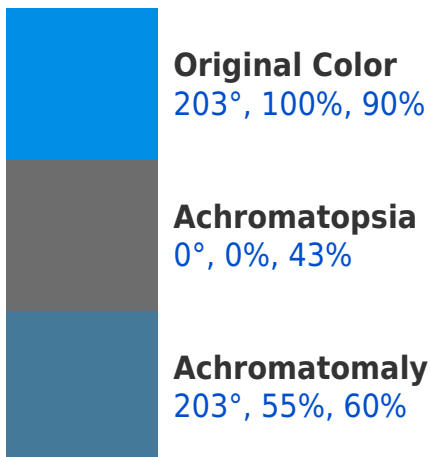 Original Color
203°, 100%, 90%
Achromatopsia
0°, 0%, 43%
Achromatomaly
203°, 55%, 60%